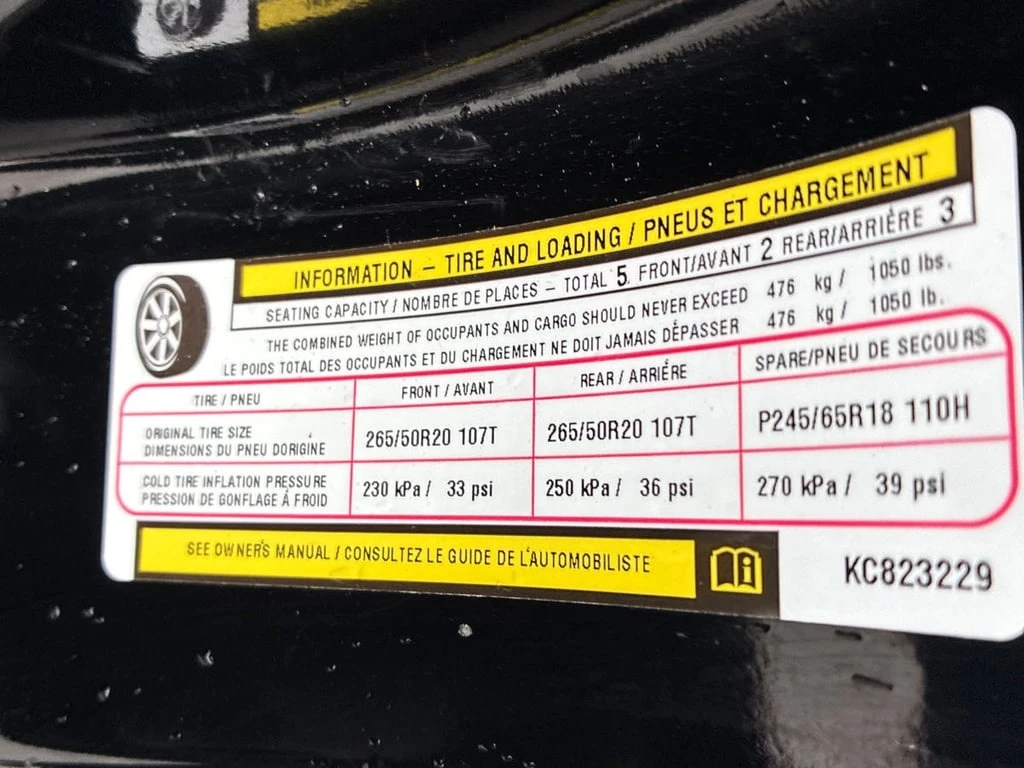 INFORMATION – TIRE AND LOADING / PNEUS ET CHARGEMENT
SEATING CAPACITY / NOMBRE DE PLACES – TOTAL 5 FRONT/AVANT 2 REAR/ARRIÈRE 3
THE COMBINED WEIGHT OF OCCUPANTS AND CARGO SHOULD NEVER EXCEED 476 kg / 1050 lbs.
LE POIDS TOTAL DES OCCUPANTS ET DU CHARGEMENT NE DOIT JAMAIS DÉPASSER 476 kg / 1050 lb.
TIRE / PNEU FRONT / AVANT REAR / ARRIÉRE SPARE/PNEU DE SECOURS
ORIGINAL TIRE SIZE
DIMENSIONS DU PNEU DORIGINE 265/50R20 107T 265/50R20 107T P245/65R18 110H
COLD TIRE INFLATION PRESSURE
PRESSION DE GONFLAGE Á FROID 230 kPa / 33 psi 250 kPa / 36 psi 270 kPa / 39 psi
SEE OWNER'S MANUAL / CONSULTEZ LE GUIDE DE L'AUTOMOBILISTE
KC823229